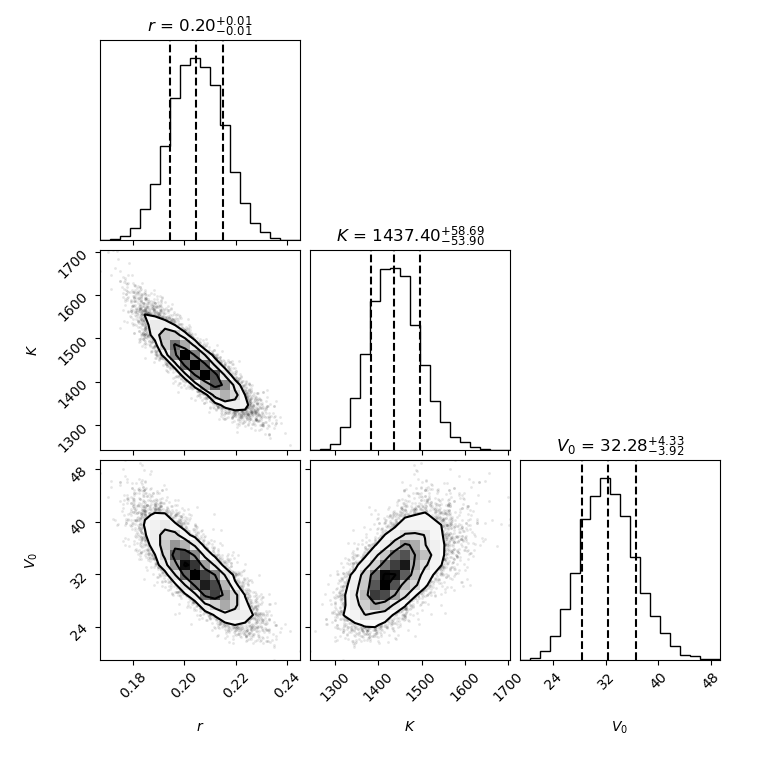 r = 0.20+0.01−0.01
K = 1437.40+58.69−53.90
V0 = 32.28+4.33−3.92
1700
1600
1500
1400
1300
K
48
40
32
24
V0
0.18 0.20 0.22 0.24
1300 1400 1500 1600 1700
24 32 40 48
r K V0